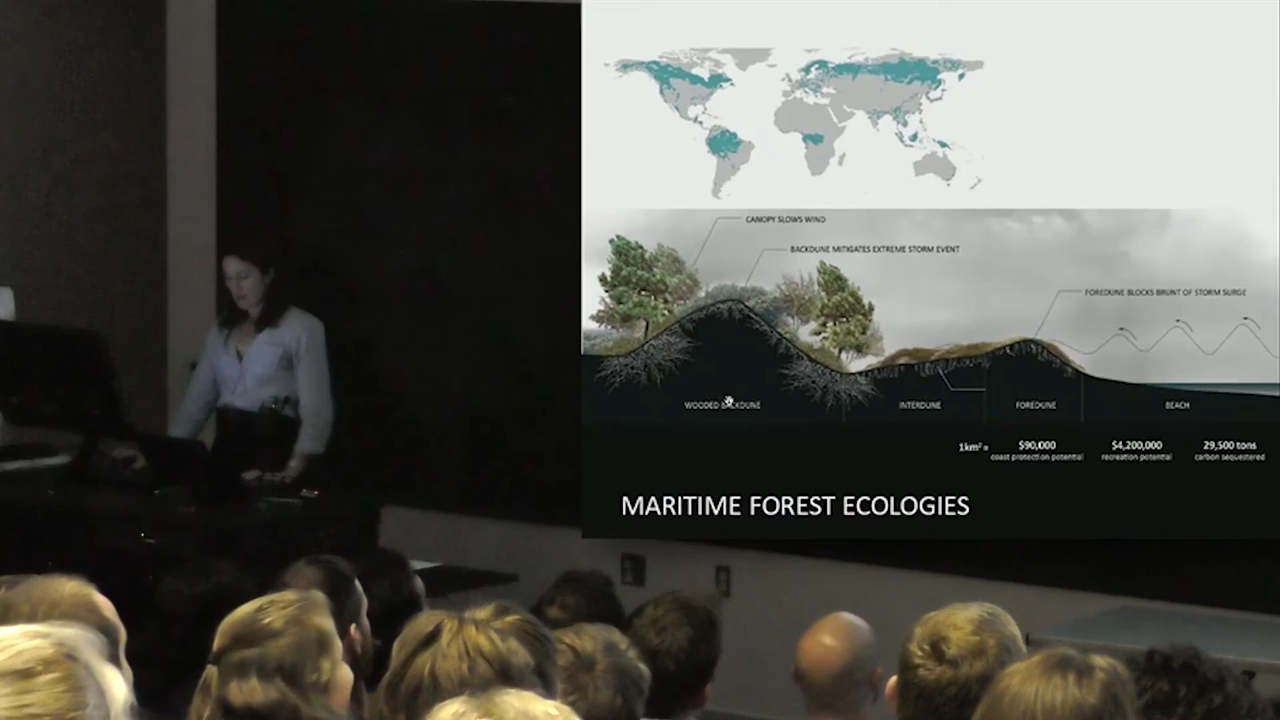 CANOPY SLOWS WIND
BACKDUNE MITIGATES EXTREME STORM EVENT
FOREDUNE BLOCKS BRUNT OF STORM SURGE
WOODED BACKDUNE
INTERDUNE
FOREDUNE
BEACH
1km² =
$90,000
coast protection potential
$4,200,000
recreation potential
29,500 tons
carbon sequestered
MARITIME FOREST ECOLOGIES